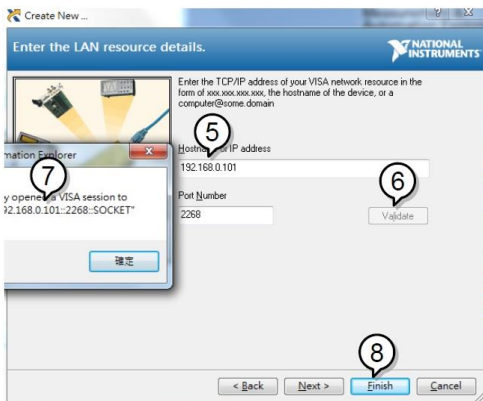 Create New ...
Enter the LAN resource details.
NATIONAL
INSTRUMENTS
Enter the TCP/IP address of your VISA network resource in the
form of xxx.xxx.xxx.xxx, the hostname of the device, or a
computer@some.domain
5
Hostname or IP address
192.168.0.101
mation Explorer
7
y opened a VISA session to
92.168.0.101::2268::SOCKET"
確定
Port Number
2268
6
Validate
8
< Back
Next >
Finish
Cancel